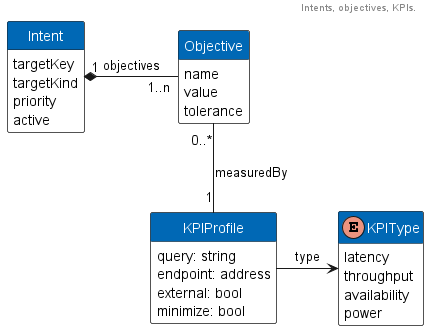 Intents, objectives, KPIs.
Intent
targetKey
targetKind
priority
active
1 objectives
1..n
Objective
name
value
tolerance
0..*
measuredBy
1
KPIProfile
query: string
endpoint: address
external: bool
minimize: bool
type
E KPIType
latency
throughput
availability
power